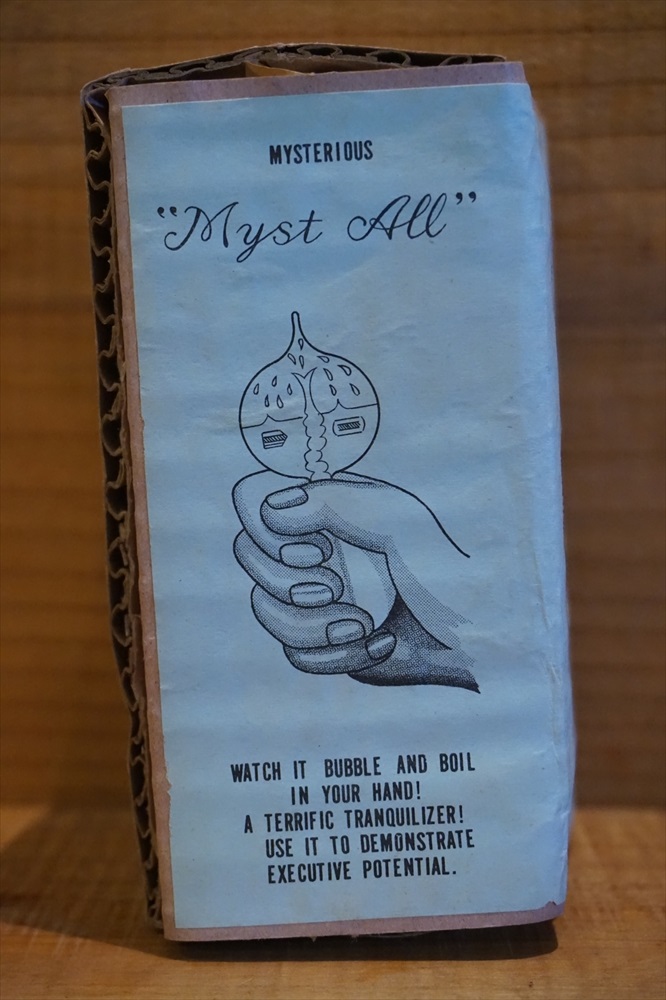 MYSTERIOUS
“Myst All”
WATCH IT BUBBLE AND BOIL
IN YOUR HAND!
A TERRIFIC TRANQUILIZER!
USE IT TO DEMONSTRATE
EXECUTIVE POTENTIAL.